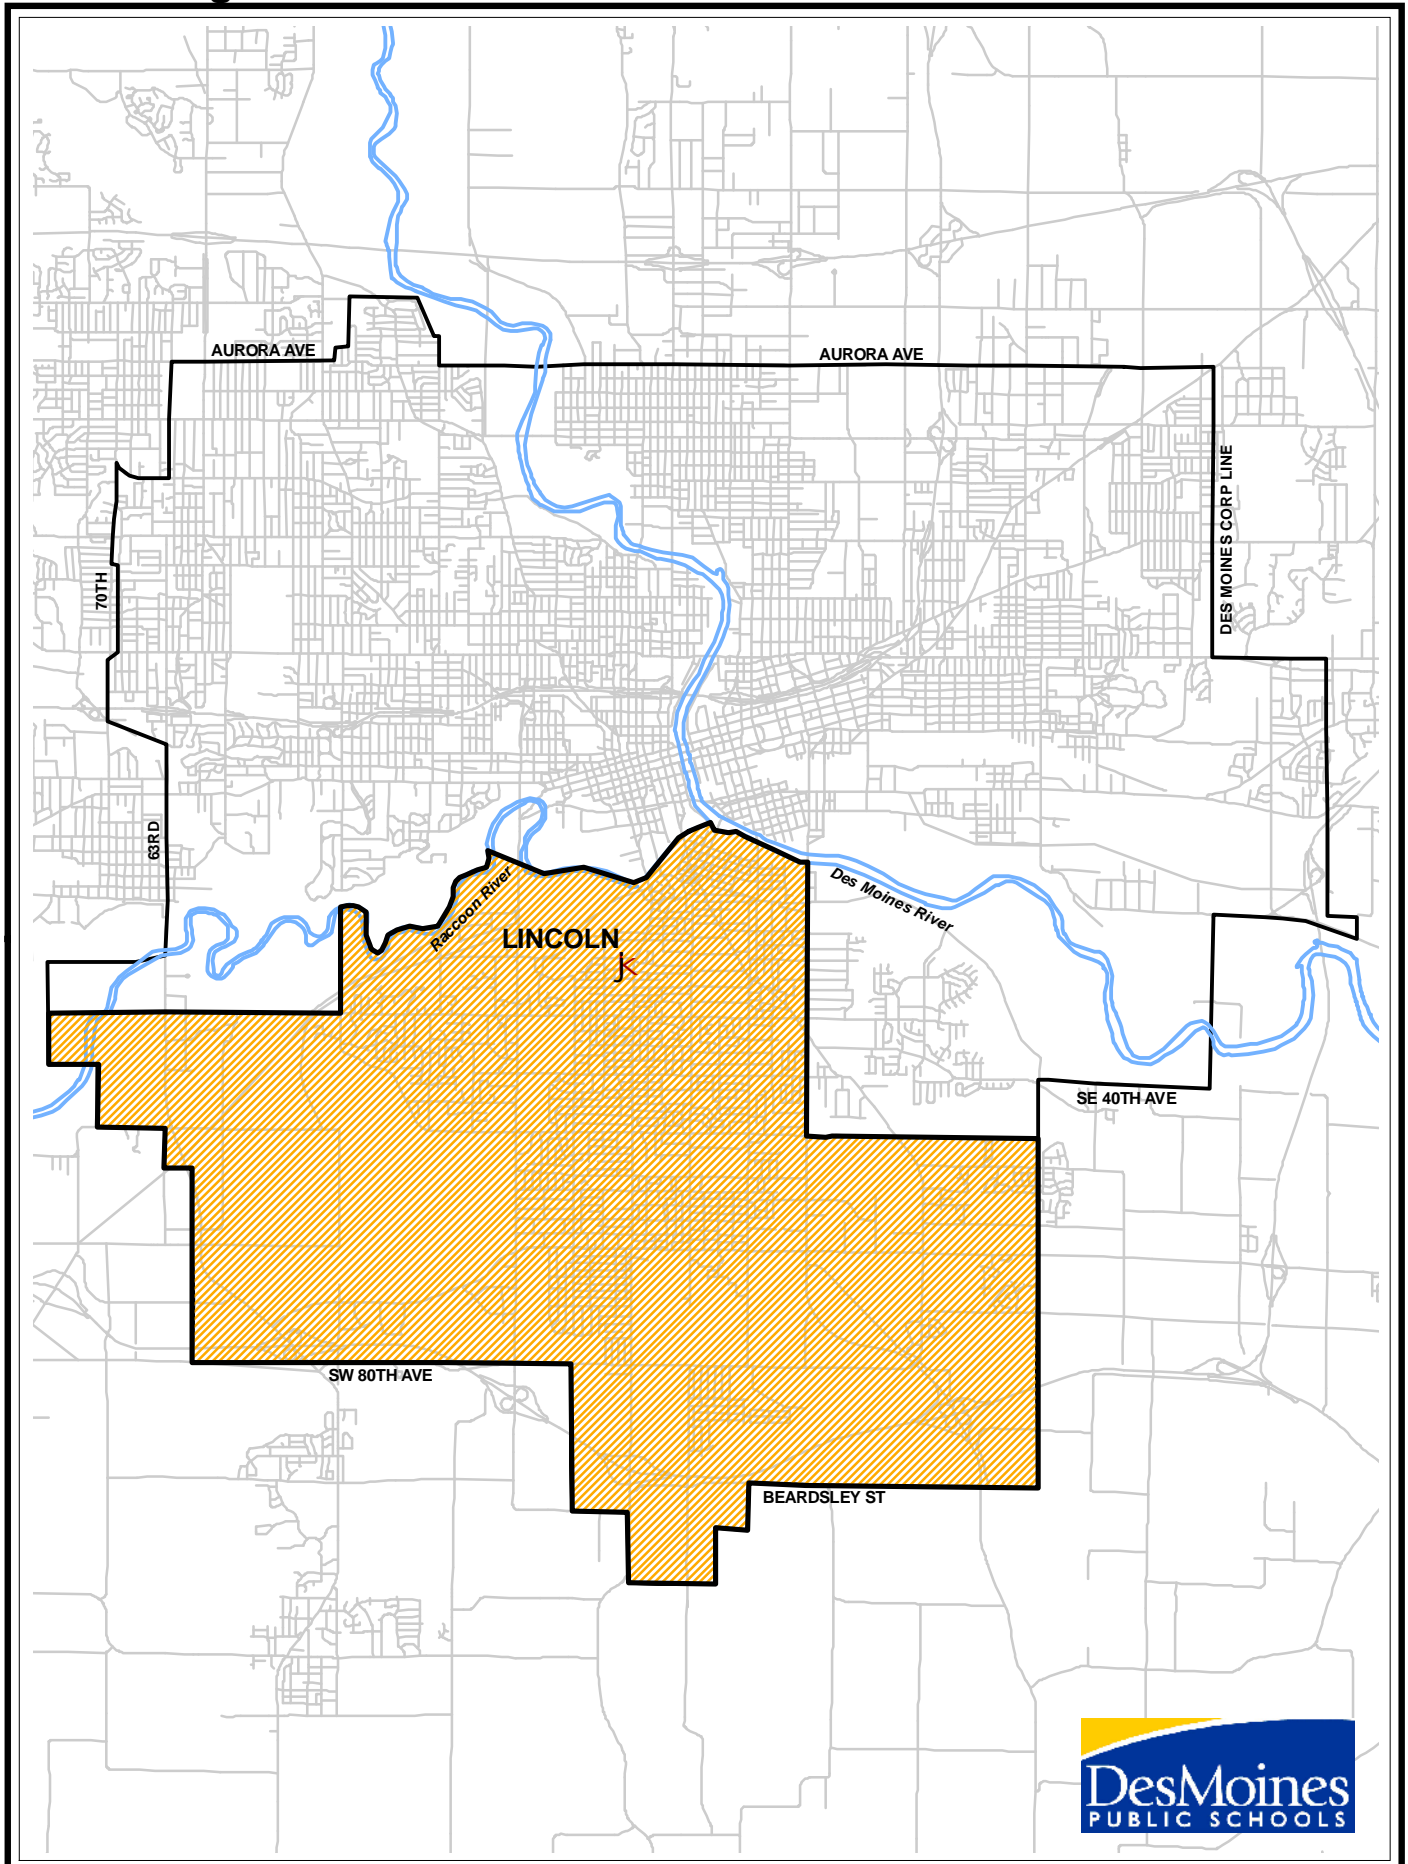 AURORA AVE
AURORA AVE
DES MOINES CORP LINE
70TH
63RD
Raccoon River
Des Moines River
LINCOLN
jk
SE 40TH AVE
SW 80TH AVE
BEARDSLEY ST
DesMoines
PUBLIC SCHOOLS